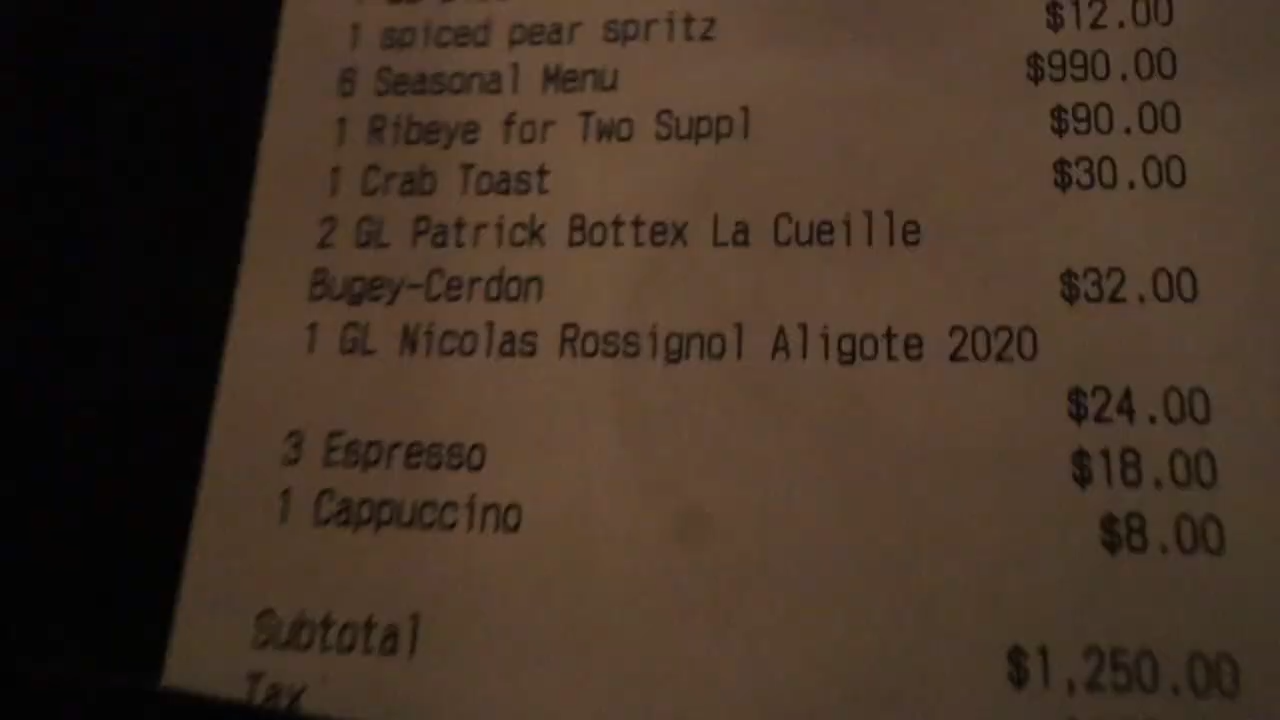 1 spiced pear spritz $12.00
6 Seasonal Menu $990.00
1 Ribeye for Two Suppl $90.00
1 Crab Toast $30.00
2 GL Patrick Bottex La Cueille
Bugey-Cerdon $32.00
1 GL Nicolas Rossignol Aligote 2020
$24.00
3 Espresso $18.00
1 Cappuccino $8.00
Subtotal $1,250.00
Tax